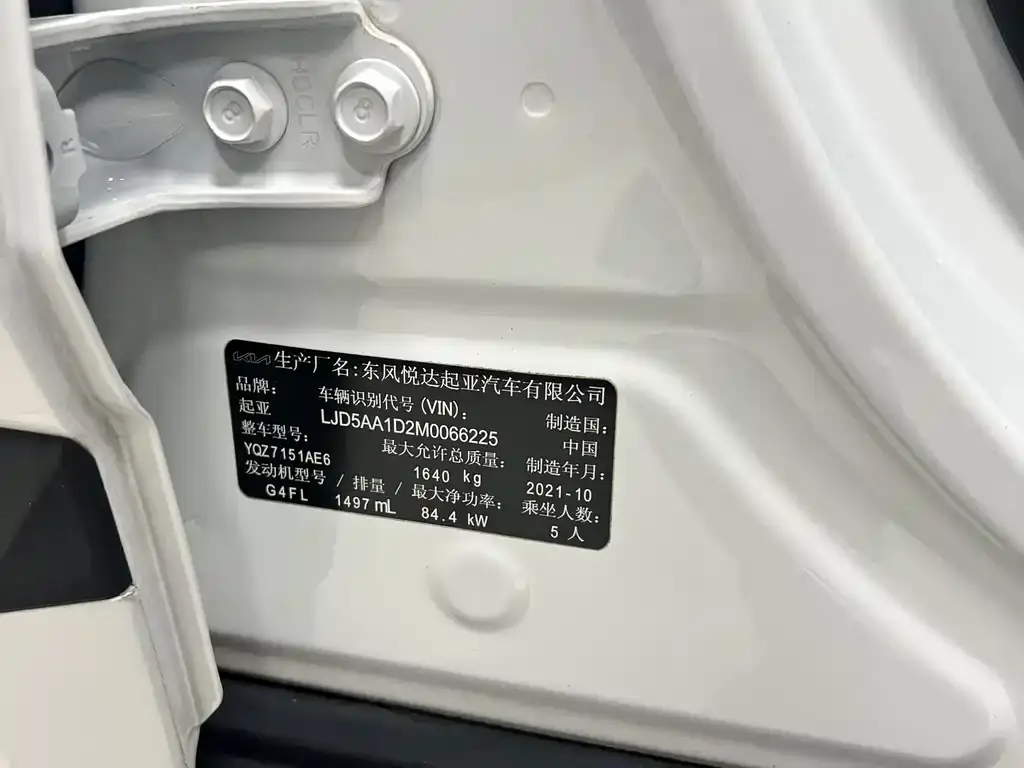 8
HDCLR
8
R
KIA 生产厂名:东风悦达起亚汽车有限公司
品牌: 车辆识别代号(VIN): 制造国:
起亚 LJD5AA1D2M0066225 中国
整车型号: 最大允许总质量: 制造年月:
YQZ7151AE6 1640 kg 2021-10
发动机型号 / 排量 / 最大净功率: 乘坐人数:
G4FL 1497 mL 84.4 kW 5 人